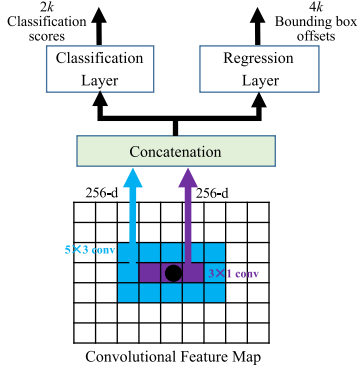 2k
Classification
scores
4k
Bounding box
offsets
Classification
Layer
Regression
Layer
Concatenation
256-d
256-d
5×3 conv
3×1 conv
Convolutional Feature Map